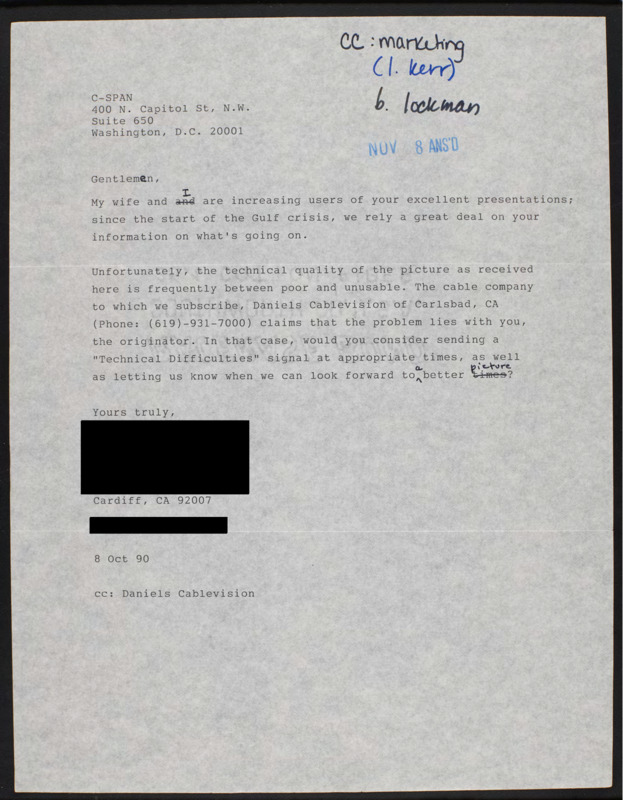 cc: marketing
(l. kerr)
b. lockman
NOV 8 ANS'D
C-SPAN
400 N. Capitol St, N.W.
Suite 650
Washington, D.C. 20001
Gentlemen,
I
My wife and and are increasing users of your excellent presentations;
since the start of the Gulf crisis, we rely a great deal on your
information on what's going on.
Unfortunately, the technical quality of the picture as received
here is frequently between poor and unusable. The cable company
to which we subscribe, Daniels Cablevision of Carlsbad, CA
(Phone: (619)-931-7000) claims that the problem lies with you,
the originator. In that case, would you consider sending a
"Technical Difficulties" signal at appropriate times, as well
a picture
as letting us know when we can look forward to better times?
Yours truly,
Cardiff, CA 92007
8 Oct 90
cc: Daniels Cablevision